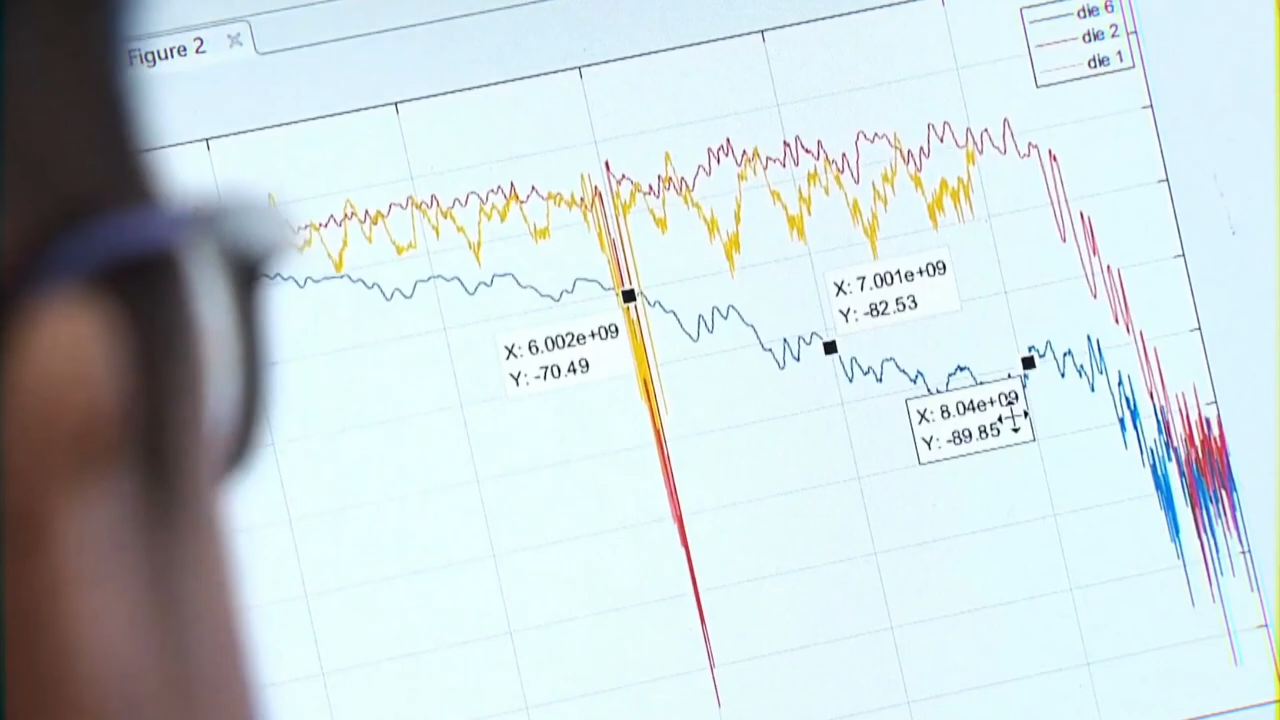 Figure 2
die 6
die 2
die 1
X: 7.001e+09
Y: -82.53
X: 6.002e+09
Y: -70.49
X: 8.04e+09
Y: -89.85